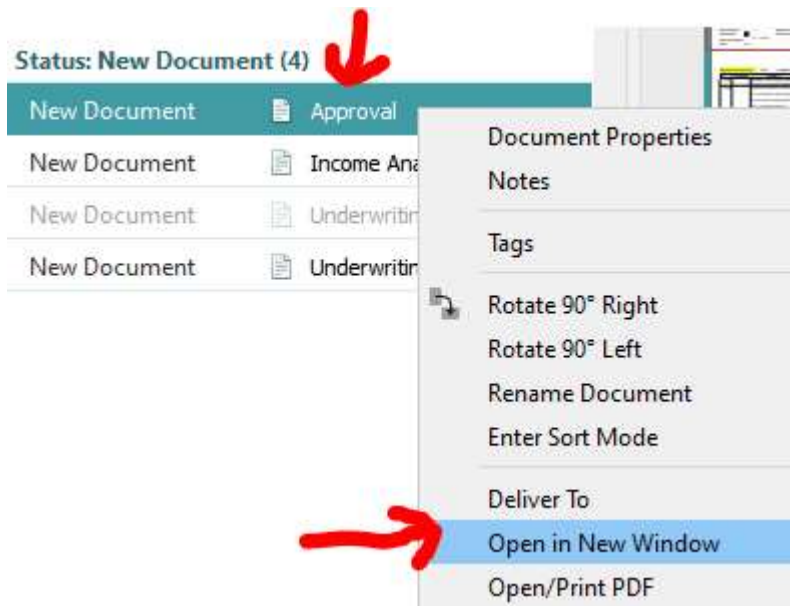 Status: New Document (4)
New Document Approval
New Document Income Ana
New Document Underwritin
New Document Underwritin
Document Properties
Notes
Tags
Rotate 90° Right
Rotate 90° Left
Rename Document
Enter Sort Mode
Deliver To
Open in New Window
Open/Print PDF